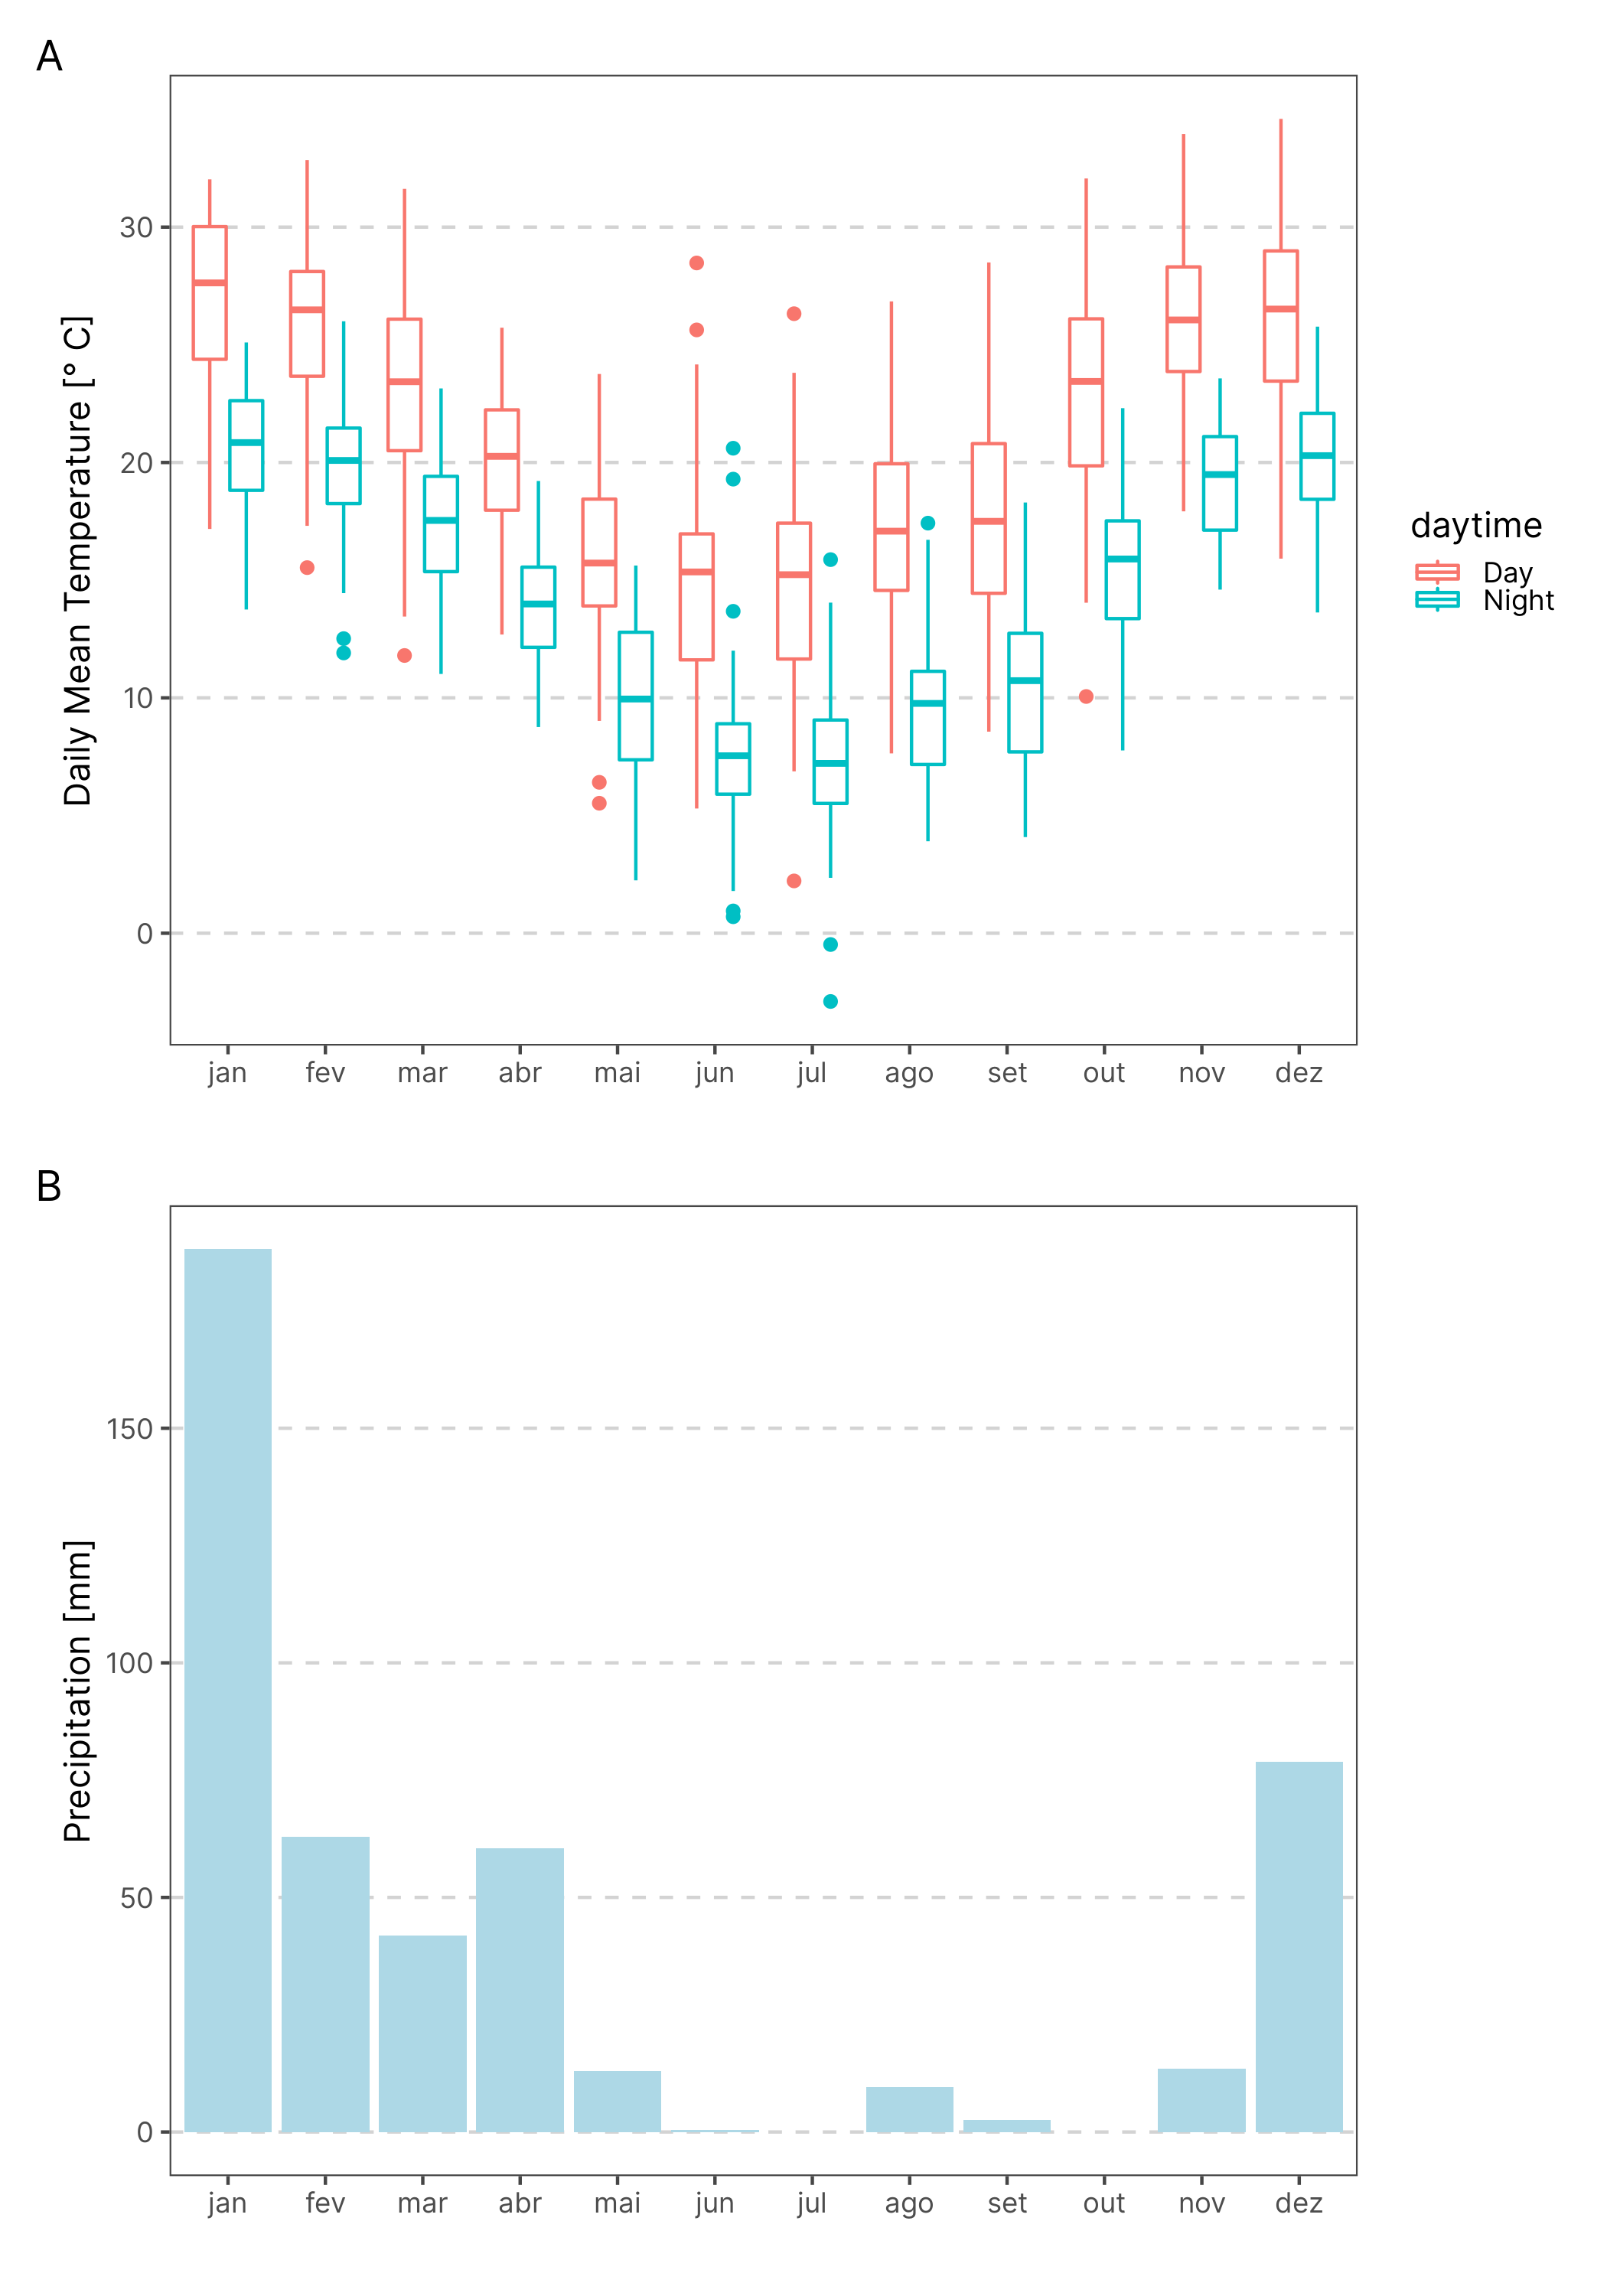 A
Daily Mean Temperature [° C]
30
20
10
0
jan fev mar abr mai jun jul ago set out nov dez
daytime
Day
Night
B
Precipitation [mm]
150
100
50
0
jan fev mar abr mai jun jul ago set out nov dez